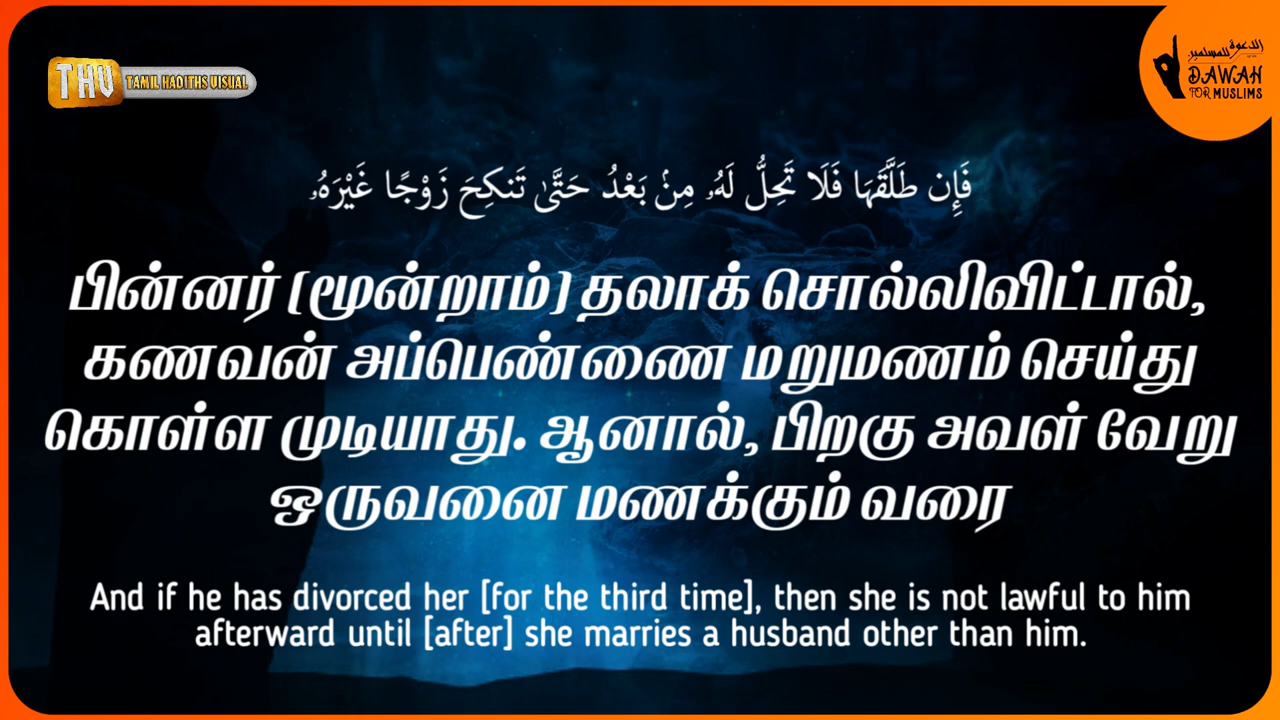 THV TAMIL HADITHS VISUAL
الدعوة للمسلمين
DAWAH
FOR MUSLIMS
فَإِن طَلَّقَهَا فَلَا تَحِلُّ لَهُۥ مِنۢ بَعْدُ حَتَّىٰ تَنكِحَ زَوْجًا غَيْرَهُۥ
பின்னர் (மூன்றாம்) தலாக் சொல்லிவிட்டால்,
கணவன் அப்பெண்ணை மறுமணம் செய்து
கொள்ள முடியாது. ஆனால், பிறகு அவள் வேறு
ஒருவனை மணக்கும் வரை
And if he has divorced her [for the third time], then she is not lawful to him
afterward until [after] she marries a husband other than him.